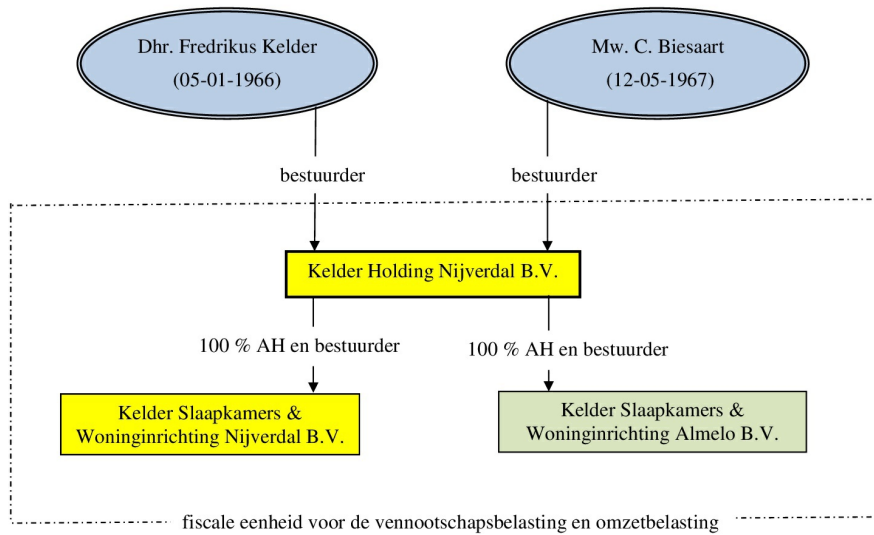 Dhr. Fredrikus Kelder
(05-01-1966)
Mw. C. Biesaart
(12-05-1967)
bestuurder
bestuurder
Kelder Holding Nijverdal B.V.
100 % AH en bestuurder
100 % AH en bestuurder
Kelder Slaapkamers &
Woninginrichting Nijverdal B.V.
Kelder Slaapkamers &
Woninginrichting Almelo B.V.
fiscale eenheid voor de vennootschapsbelasting en omzetbelasting